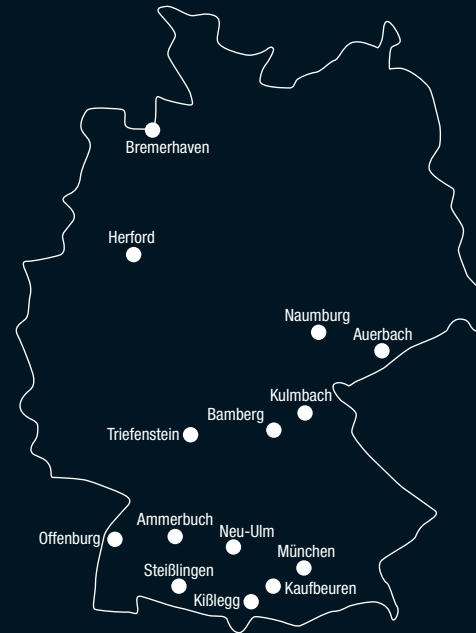 Bremerhaven
Herford
Naumburg
Auerbach
Kulmbach
Bamberg
Triefenstein
Ammerbuch
Offenburg
Neu-Ulm
München
Steißlingen
Kaufbeuren
Kißlegg